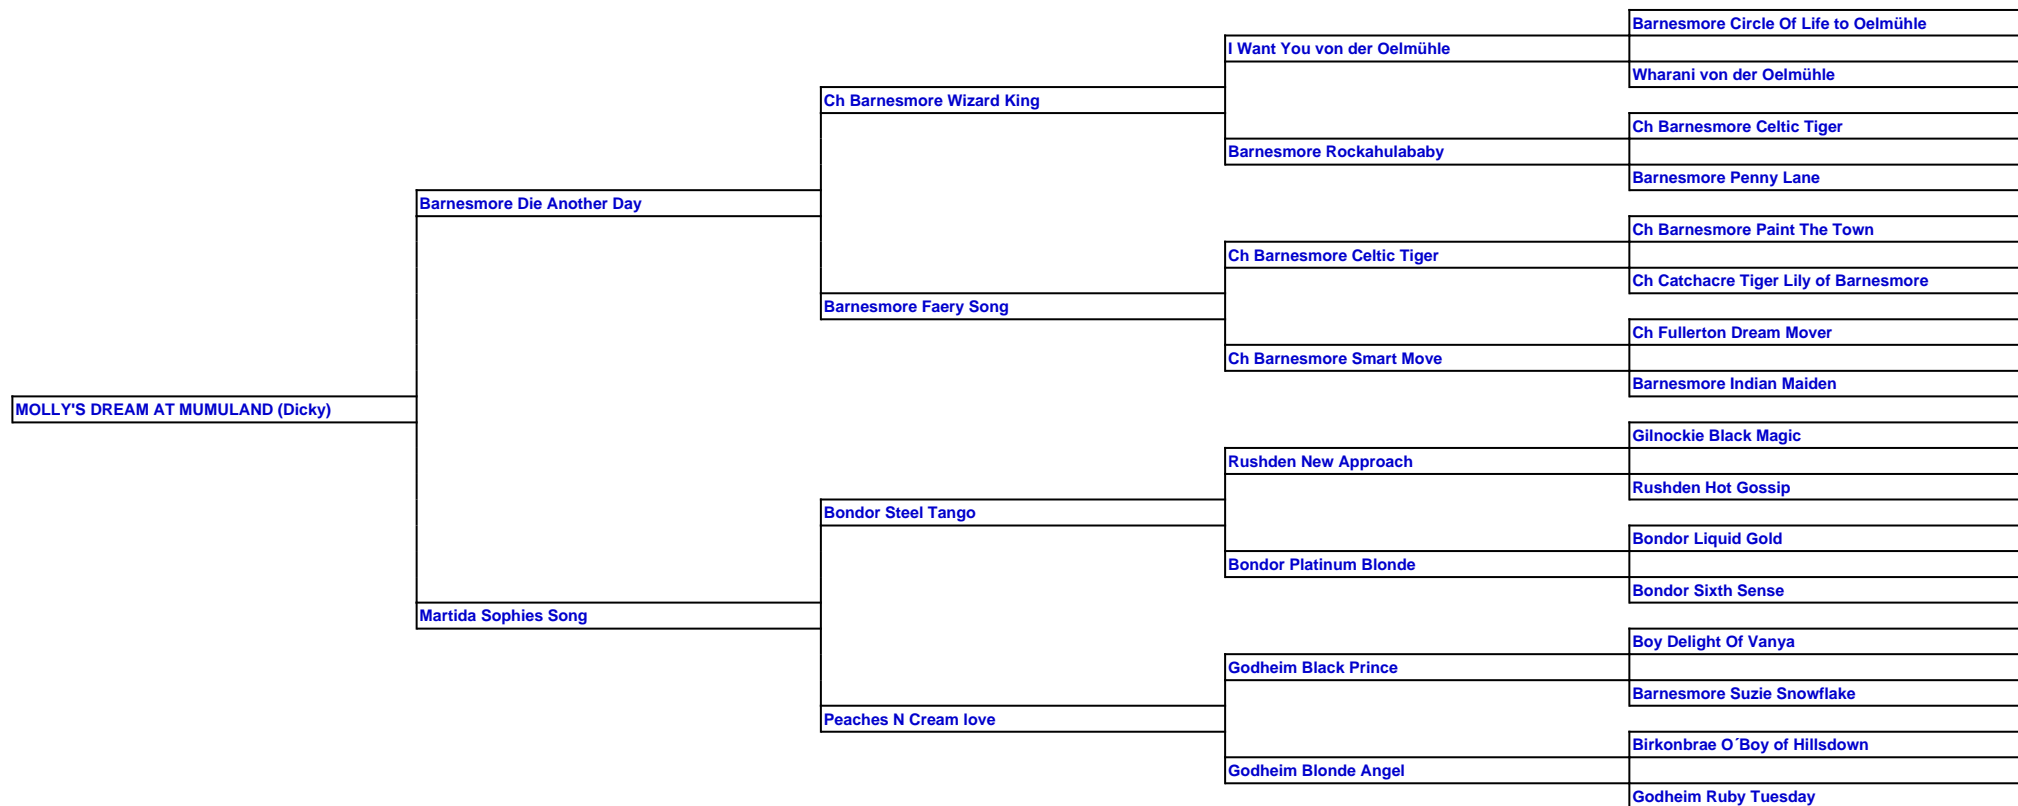 Barnesmore Circle Of Life to Oelmühle
I Want You von der Oelmühle
Wharani von der Oelmühle
Ch Barnesmore Wizard King
Ch Barnesmore Celtic Tiger
Barnesmore Rockahulababy
Barnesmore Penny Lane
Barnesmore Die Another Day
Ch Barnesmore Paint The Town
Ch Barnesmore Celtic Tiger
Ch Catchacre Tiger Lily of Barnesmore
Barnesmore Faery Song
Ch Fullerton Dream Mover
Ch Barnesmore Smart Move
Barnesmore Indian Maiden
MOLLY'S DREAM AT MUMULAND (Dicky)
Gilnockie Black Magic
Rushden New Approach
Rushden Hot Gossip
Bondor Steel Tango
Bondor Liquid Gold
Bondor Platinum Blonde
Bondor Sixth Sense
Martida Sophies Song
Boy Delight Of Vanya
Godheim Black Prince
Barnesmore Suzie Snowflake
Peaches N Cream love
Birkonbrae O´Boy of Hillsdown
Godheim Blonde Angel
Godheim Ruby Tuesday